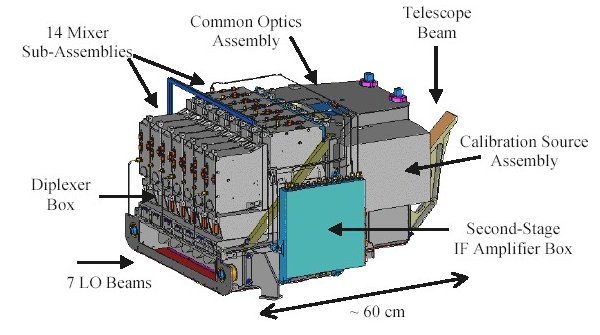 14 Mixer
Sub-Assemblies
Common Optics
Assembly
Telescope
Beam
Calibration Source
Assembly
Diplexer
Box
Second-Stage
IF Amplifier Box
7 LO Beams
~ 60 cm